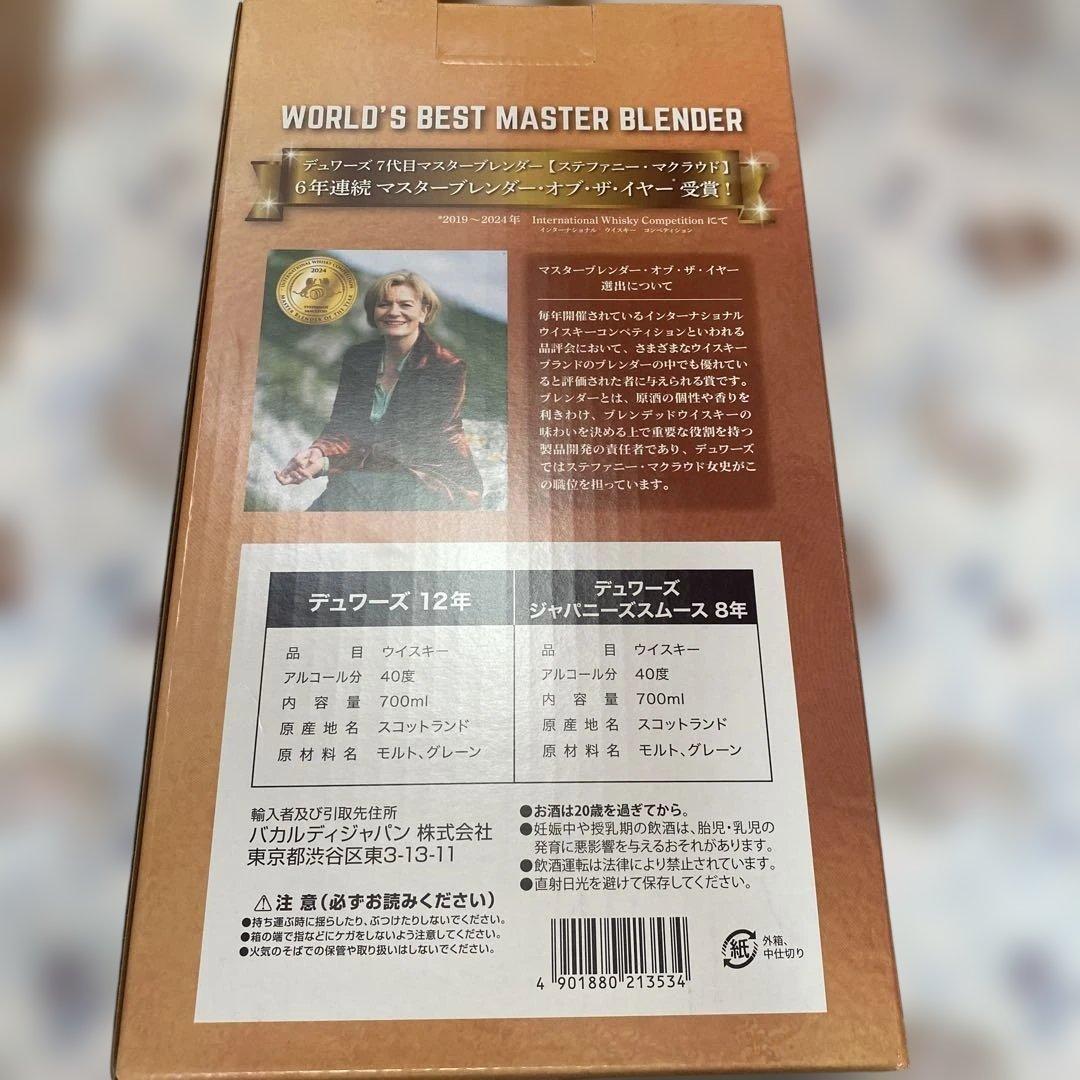 WORLD'S BEST MASTER BLENDER
デュワーズ 7代目マスターブレンダー【ステファニー・マクラウド】
6年連続 マスターブレンダー・オブ・ザ・イヤー* 受賞！
*2019～2024年 International Whisky Competition にて
インターナショナル ウイスキー コンペティション
INTERNATIONAL WHISKY COMPETITION
2024
MASTER BLENDER OF THE YEAR
マスターブレンダー・オブ・ザ・イヤー
選出について
毎年開催されているインターナショナル
ウイスキーコンペティションといわれる
品評会において、さまざまなウイスキー
ブランドのブレンダーの中でも優れてい
ると評価された者に与えられる賞です。
ブレンダーとは、原酒の個性や香りを
利きわけ、ブレンデッドウイスキーの
味わいを決める上で重要な役割を持つ
製品開発の責任者であり、デュワーズ
ではステファニー・マクラウド女史がこ
の職位を担っています。
デュワーズ 12年
品目 ウイスキー
アルコール分 40度
内容量 700ml
原産地名 スコットランド
原材料名 モルト、グレーン
デュワーズ
ジャパニーズスムース 8年
品目 ウイスキー
アルコール分 40度
内容量 700ml
原産地名 スコットランド
原材料名 モルト、グレーン
輸入者及び引取先住所
バカルディジャパン 株式会社
東京都渋谷区東3-13-11
⚠注 意（必ずお読みください）
●持ち運ぶ時に揺らしたり、ぶつけたりしないでください。
●箱の端で指などにケガをしないよう注意してください。
●火気のそばでの保管や取り扱いはしないでください。
●お酒は20歳を過ぎてから。
●妊娠中や授乳期の飲酒は、胎児・乳児の
発育に悪影響を与えるおそれがあります。
●飲酒運転は法律により禁止されています。
●直射日光を避けて保存してください。
4 901880 213534
紙
外箱、
中仕切り